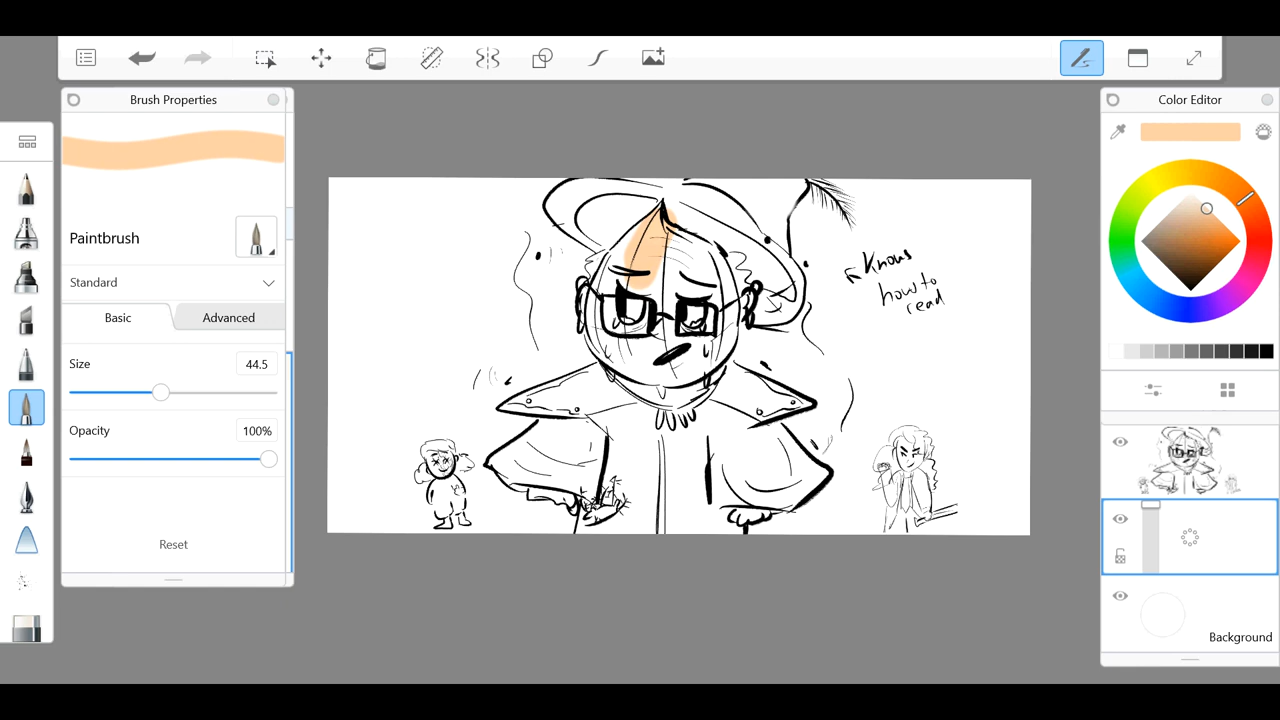 Brush Properties
Paintbrush
Standard
Basic
Advanced
Size
44.5
Opacity
100%
Reset
Knows
how to
read
Color Editor
Background